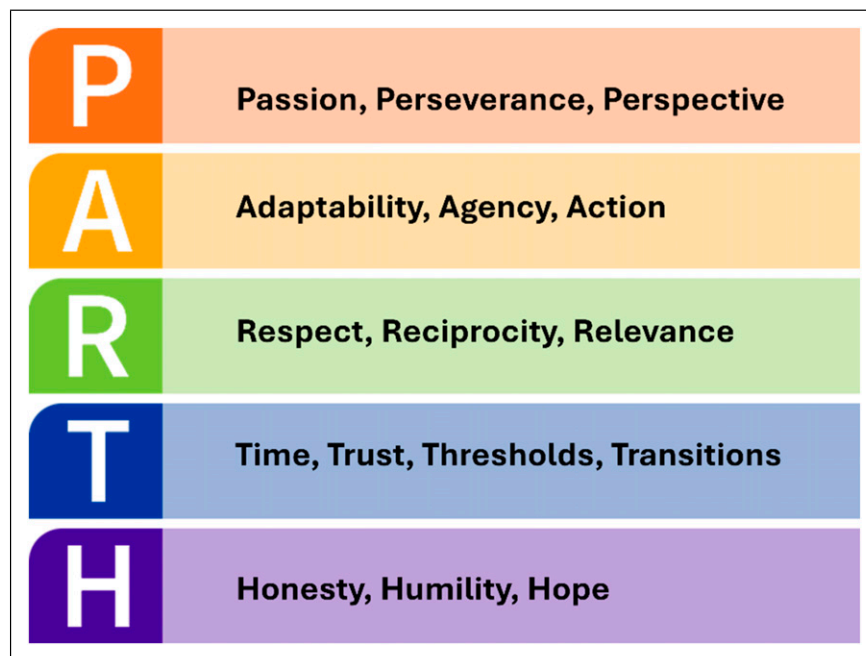 P
Passion, Perseverance, Perspective
A
Adaptability, Agency, Action
R
Respect, Reciprocity, Relevance
T
Time, Trust, Thresholds, Transitions
H
Honesty, Humility, Hope